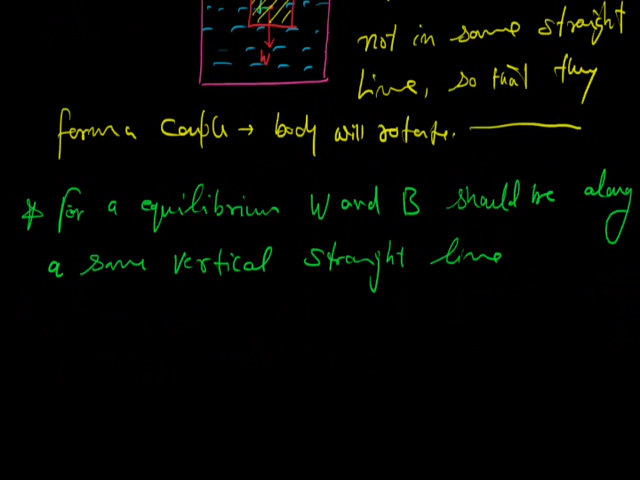 not in same straight
W
Line, so that they
form a Couple → body will rotate.
* for a equilibrium W and B should be along
a same vertical straight line